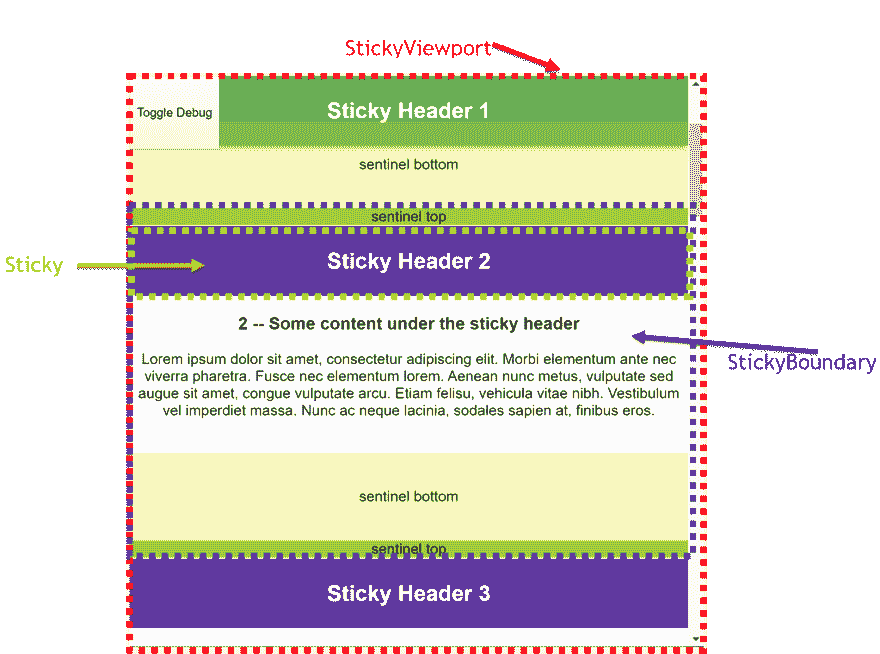 StickyViewport
Toggle Debug
Sticky Header 1
sentinel bottom
sentinel top
Sticky
Sticky Header 2
2 -- Some content under the sticky header
StickyBoundary
Lorem ipsum dolor sit amet, consectetur adipiscing elit. Morbi elementum ante nec
viverra pharetra. Fusce nec elementum lorem. Aenean nunc metus, vulputate sed
augue sit amet, congue vulputate arcu. Etiam felisu, vehicula vitae nibh. Vestibulum
vel imperdiet massa. Nunc ac neque lacinia, sodales sapien at, finibus eros.
sentinel bottom
sentinel top
Sticky Header 3